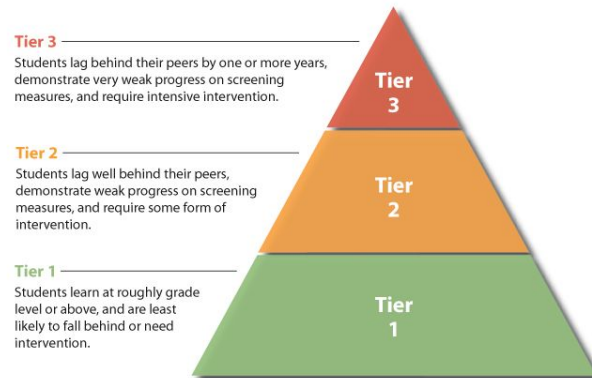 Tier 3
Students lag behind their peers by one or more years,
demonstrate very weak progress on screening
measures, and require intensive intervention.
Tier
3
Tier 2
Students lag well behind their peers,
demonstrate weak progress on screening
measures, and require some form of
intervention.
Tier
2
Tier 1
Students learn at roughly grade
level or above, and are least
likely to fall behind or need
intervention.
Tier
1